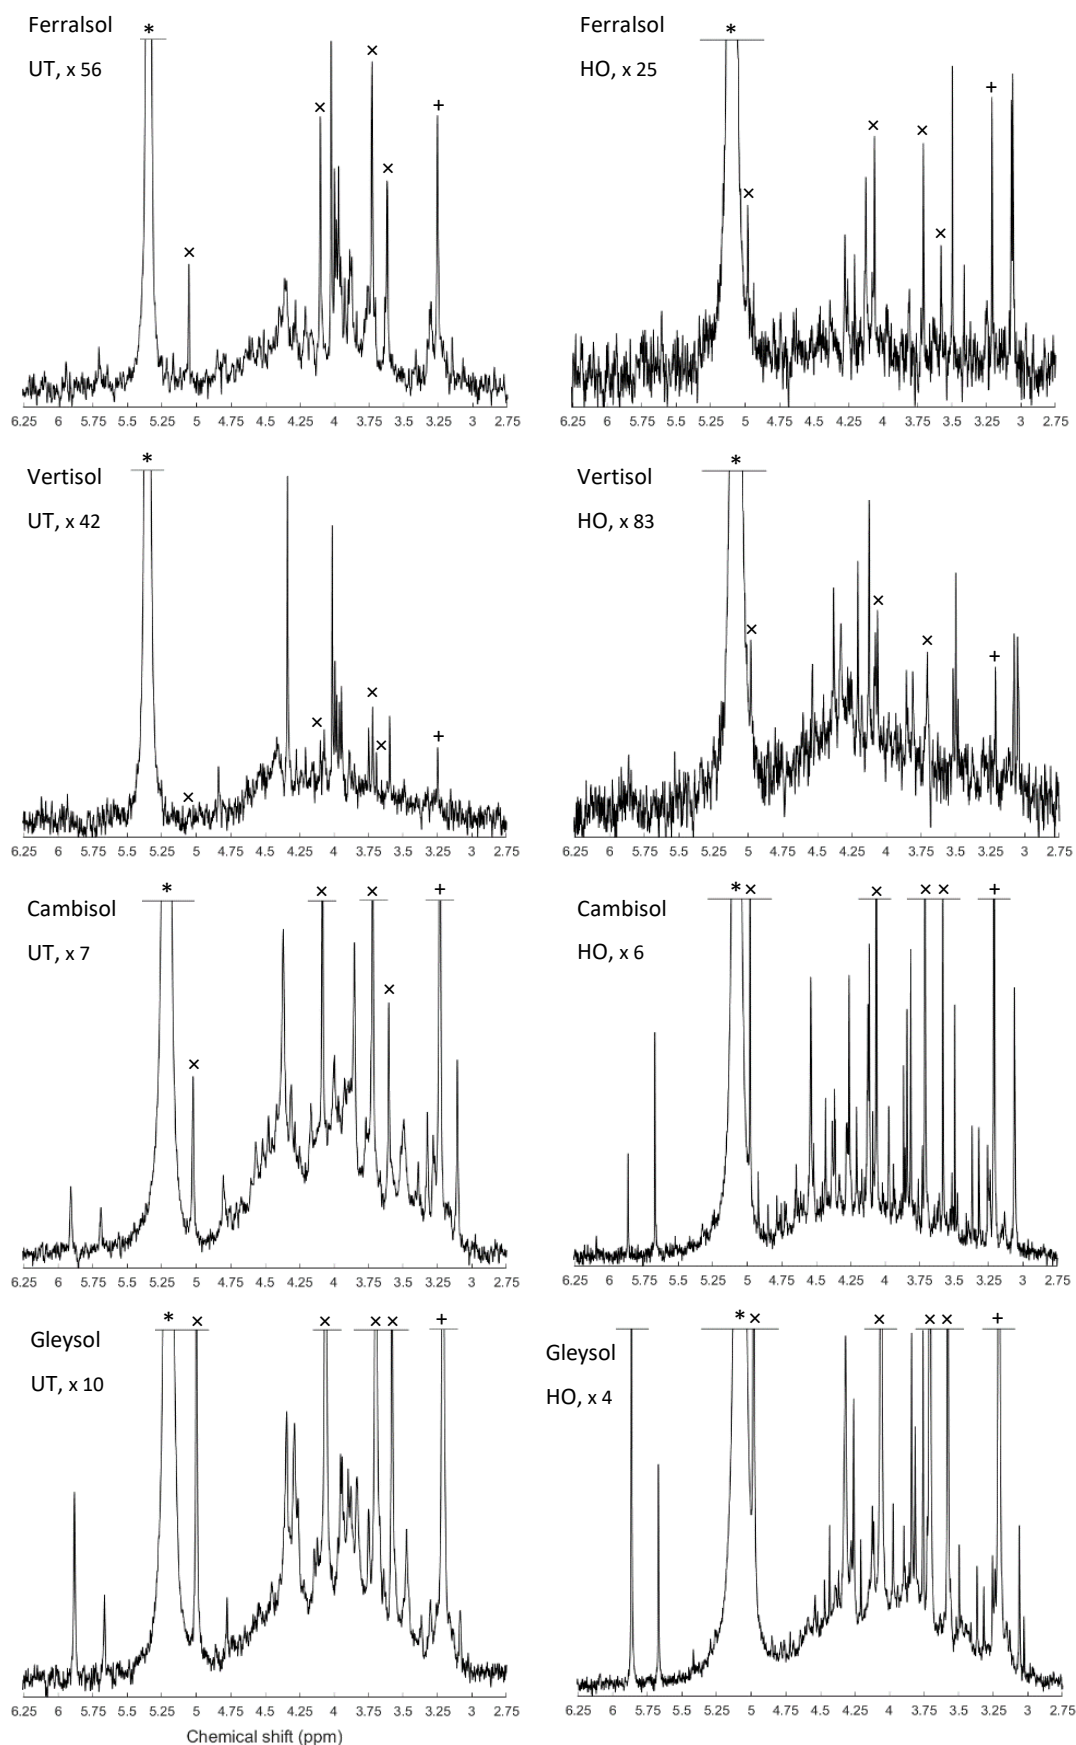 Ferralsol
UT, x 56
*
×
×
×
×
+
6.25 6 5.75 5.5 5.25 5 4.75 4.5 4.25 4 3.75 3.5 3.25 3 2.75
Ferralsol
HO, x 25
*
×
×
×
×
+
6.25 6 5.75 5.5 5.25 5 4.75 4.5 4.25 4 3.75 3.5 3.25 3 2.75
Vertisol
UT, x 42
*
×
×
×
×
+
6.25 6 5.75 5.5 5.25 5 4.75 4.5 4.25 4 3.75 3.5 3.25 3 2.75
Vertisol
HO, x 83
*
×
×
×
+
6.25 6 5.75 5.5 5.25 5 4.75 4.5 4.25 4 3.75 3.5 3.25 3 2.75
Cambisol
UT, x 7
*
×
×
×
×
+
6.25 6 5.75 5.5 5.25 5 4.75 4.5 4.25 4 3.75 3.5 3.25 3 2.75
Cambisol
HO, x 6
* × × × × +
6.25 6 5.75 5.5 5.25 5 4.75 4.5 4.25 4 3.75 3.5 3.25 3 2.75
Gleysol
UT, x 10
* × × × × +
6.25 6 5.75 5.5 5.25 5 4.75 4.5 4.25 4 3.75 3.5 3.25 3 2.75
Chemical shift (ppm)
Gleysol
HO, x 4
* × × × × +
6.25 6 5.75 5.5 5.25 5 4.75 4.5 4.25 4 3.75 3.5 3.25 3 2.75